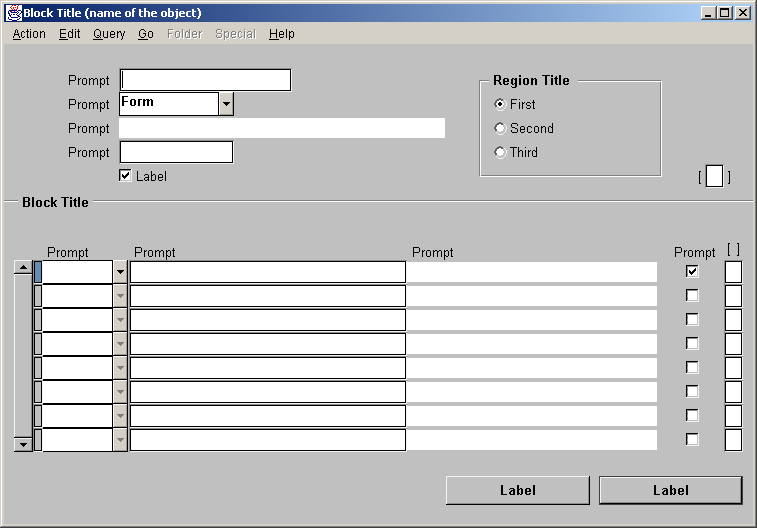 Block Title (name of the object)
Action Edit Query Go Folder Special Help
Prompt
Prompt Form
Prompt
Prompt
Label
Region Title
First
Second
Third
[ ]
Block Title
Prompt Prompt Prompt Prompt [ ]
Label Label